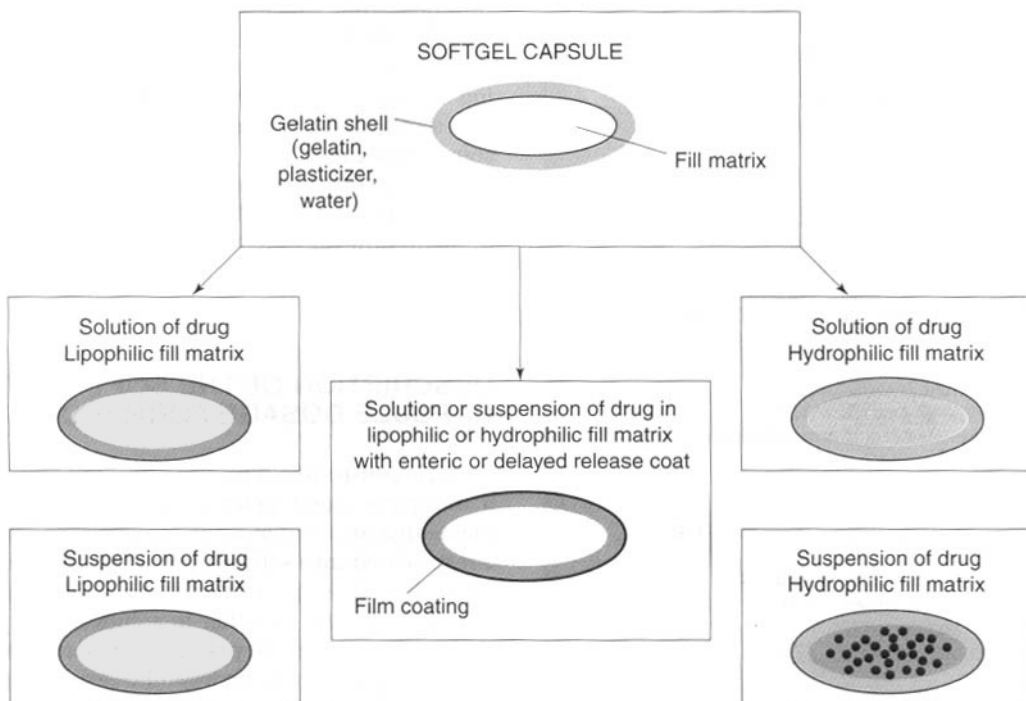 SOFTGEL CAPSULE
Gelatin shell
(gelatin,
plasticizer,
water)
Fill matrix
Solution of drug
Lipophilic fill matrix
Solution or suspension of drug in
lipophilic or hydrophilic fill matrix
with enteric or delayed release coat
Film coating
Solution of drug
Hydrophilic fill matrix
Suspension of drug
Lipophilic fill matrix
Suspension of drug
Hydrophilic fill matrix